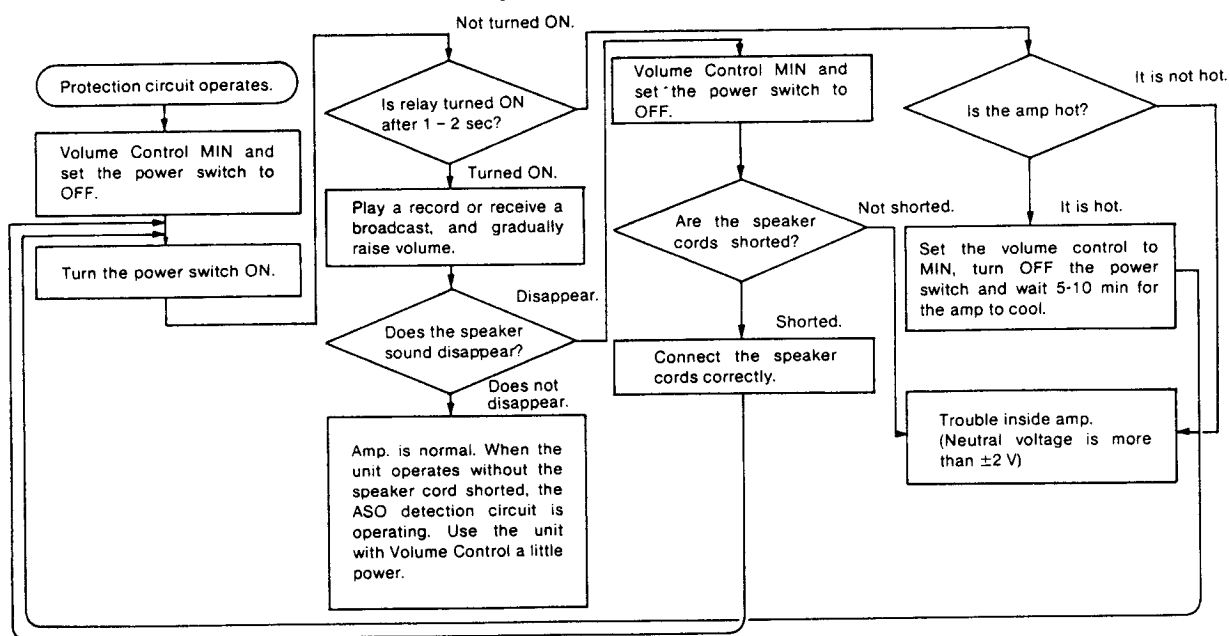 Not turned ON.
Protection circuit operates.
Volume Control MIN and
set the power switch to
OFF.
Turn the power switch ON.
Is relay turned ON
after 1 – 2 sec?
Turned ON.
Play a record or receive a
broadcast, and gradually
raise volume.
Disappear.
Does the speaker
sound disappear?
Does not
disappear.
Amp. is normal. When the
unit operates without the
speaker cord shorted, the
ASO detection circuit is
operating. Use the unit
with Volume Control a little
power.
Volume Control MIN and
set the power switch to
OFF.
Are the speaker
cords shorted?
Not shorted.
Shorted.
Connect the speaker
cords correctly.
It is not hot.
Is the amp hot?
It is hot.
Set the volume control to
MIN, turn OFF the power
switch and wait 5-10 min for
the amp to cool.
Trouble inside amp.
(Neutral voltage is more
than ±2 V)